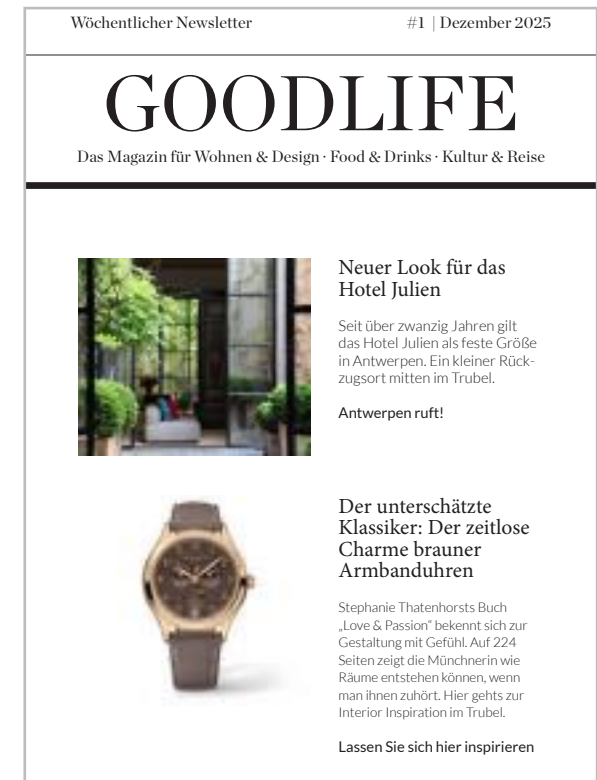 Wöchentlicher Newsletter
#1 | Dezember 2025
GOODLIFE
Das Magazin für Wohnen & Design · Food & Drinks · Kultur & Reise
Neuer Look für das
Hotel Julien
Seit über zwanzig Jahren gilt
das Hotel Julien als feste Größe
in Antwerpen. Ein kleiner Rück-
zugsort mitten im Trubel.
Antwerpen ruft!
Der unterschätzte
Klassiker: Der zeitlose
Charme brauner
Armbanduhren
Stephanie Thatenhorsts Buch
„Love & Passion“ bekennt sich zur
Gestaltung mit Gefühl. Auf 224
Seiten zeigt die Münchnerin wie
Räume entstehen können, wenn
man ihnen zuhört. Hier gehts zur
Interior Inspiration im Trubel.
Lassen Sie sich hier inspirieren